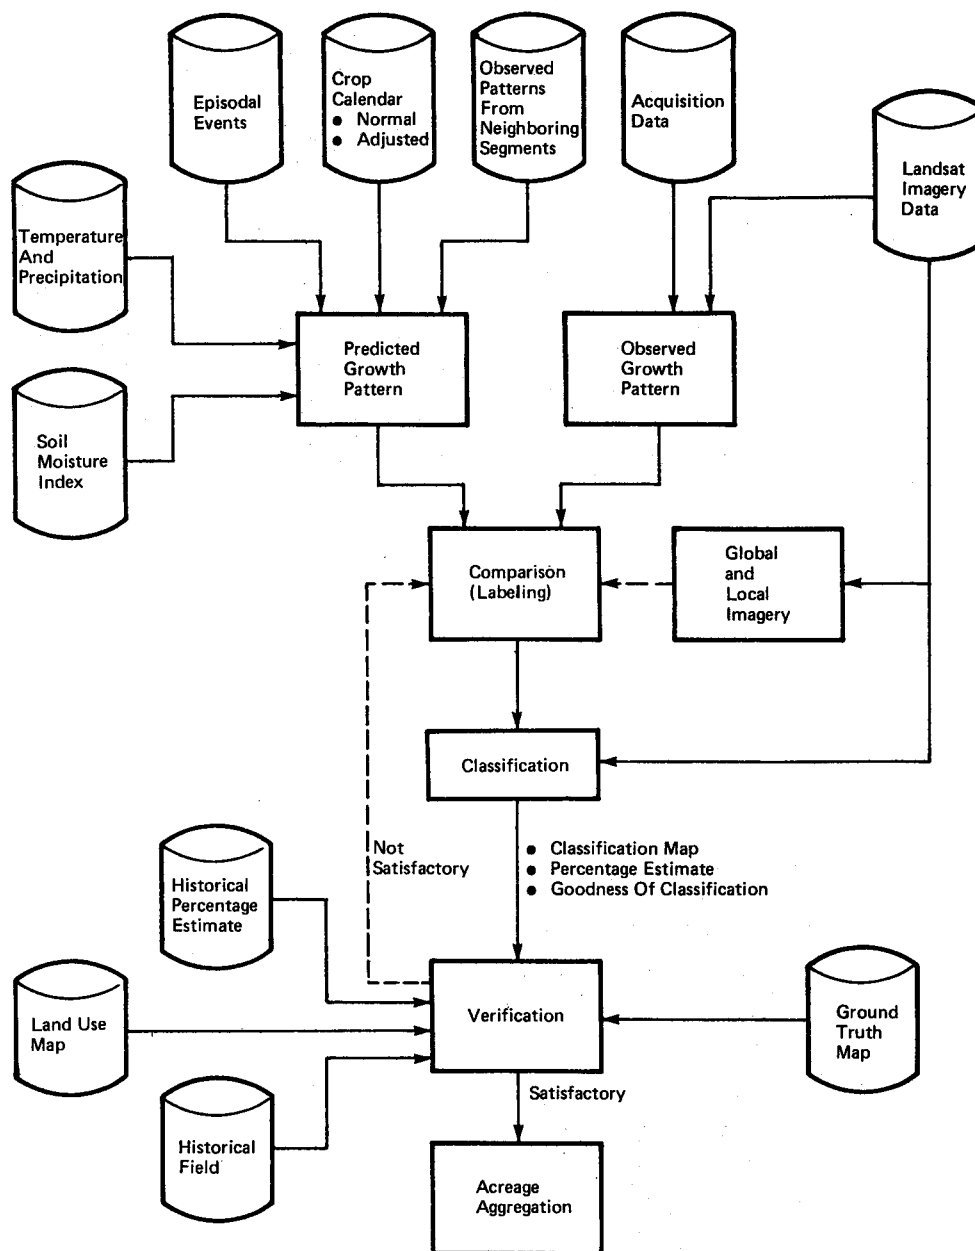 Episodal
Events
Crop
Calendar
● Normal
● Adjusted
Observed
Patterns
From
Neighboring
Segments
Acquisition
Data
Landsat
Imagery
Data
Temperature
And
Precipitation
Predicted
Growth
Pattern
Observed
Growth
Pattern
Soil
Moisture
Index
Comparison
(Labeling)
Global
and
Local
Imagery
Classification
Not
Satisfactory
● Classification Map
● Percentage Estimate
● Goodness Of Classification
Historical
Percentage
Estimate
Land Use
Map
Verification
Ground
Truth
Map
Satisfactory
Historical
Field
Acreage
Aggregation